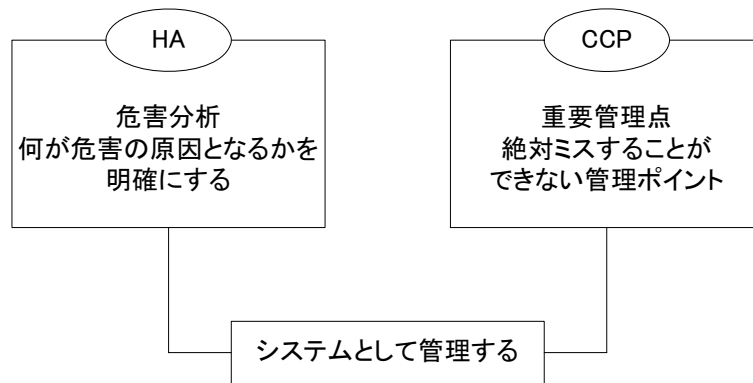 HA
危害分析
何が危害の原因となるかを
明確にする
CCP
重要管理点
絶対ミスすることが
できない管理ポイント
システムとして管理する